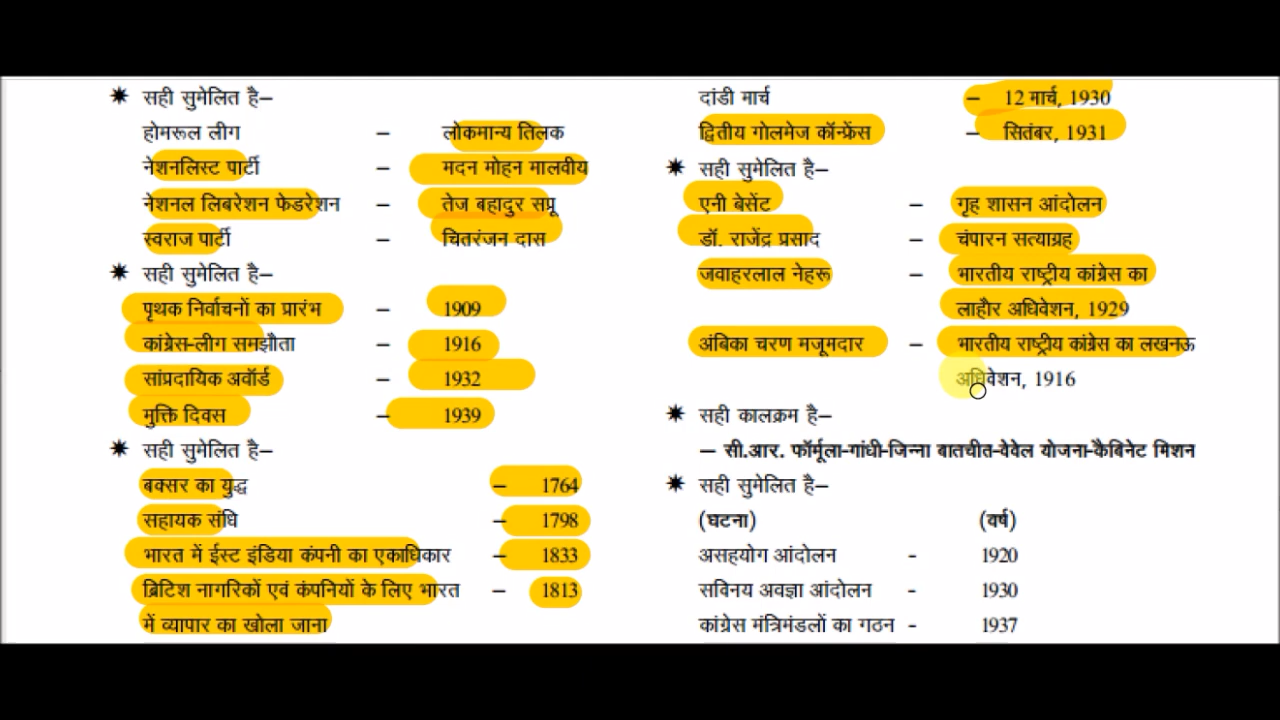 ✷ सही सुमेलित है–
होमरूल लीग – लोकमान्य तिलक
नेशनलिस्ट पार्टी – मदन मोहन मालवीय
नेशनल लिबरेशन फेडरेशन – तेज बहादुर सप्रू
स्वराज पार्टी – चितरंजन दास
✷ सही सुमेलित है–
पृथक निर्वाचनों का प्रारंभ – 1909
कांग्रेस-लीग समझौता – 1916
सांप्रदायिक अवॉर्ड – 1932
मुक्ति दिवस – 1939
✷ सही सुमेलित है–
बक्सर का युद्ध – 1764
सहायक संधि – 1798
भारत में ईस्ट इंडिया कंपनी का एकाधिकार – 1833
ब्रिटिश नागरिकों एवं कंपनियों के लिए भारत – 1813
में व्यापार का खोला जाना
दांडी मार्च – 12 मार्च, 1930
द्वितीय गोलमेज कॉन्फ्रेंस – सितंबर, 1931
✷ सही सुमेलित है–
एनी बेसेंट – गृह शासन आंदोलन
डॉ. राजेंद्र प्रसाद – चंपारन सत्याग्रह
जवाहरलाल नेहरू – भारतीय राष्ट्रीय कांग्रेस का
लाहौर अधिवेशन, 1929
अंबिका चरण मजूमदार – भारतीय राष्ट्रीय कांग्रेस का लखनऊ
अधिवेशन, 1916
✷ सही कालक्रम है–
– सी.आर. फॉर्मूला-गांधी-जिन्ना बातचीत-वेवेल योजना-कैबिनेट मिशन
✷ सही सुमेलित है–
(घटना) (वर्ष)
असहयोग आंदोलन - 1920
सविनय अवज्ञा आंदोलन - 1930
कांग्रेस मंत्रिमंडलों का गठन - 1937